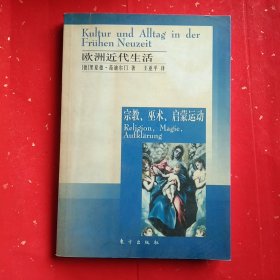 Kultur und Alltag in der
Frühen Neuzeit
欧洲近代生活
[德]里夏德·范迪尔门 著 王亚平 译
宗教、巫术、启蒙运动
Religion, Magie,
Aufklärung
东方出版社